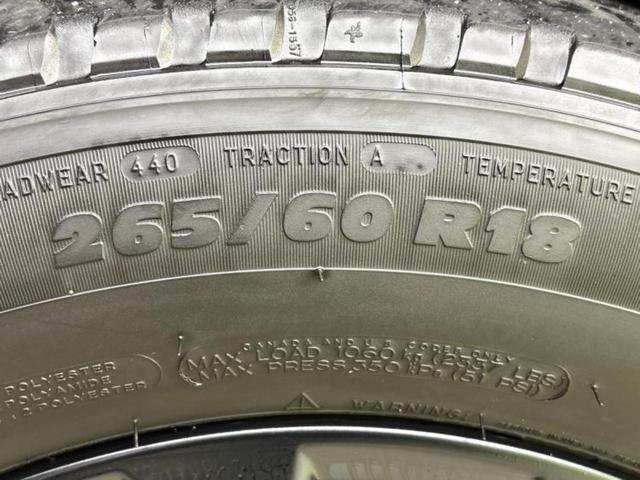 TREADWEAR 440 TRACTION A TEMPERATURE
265/60 R18
CANADA AND U.S. CODES ONLY
MAX. LOAD 1060 KG (2337 LBS)
MAX. PRESS. 350 KPA (51 PSI)
POLYESTER
POLYAMIDE
+ 2 POLYESTER
WARNING: